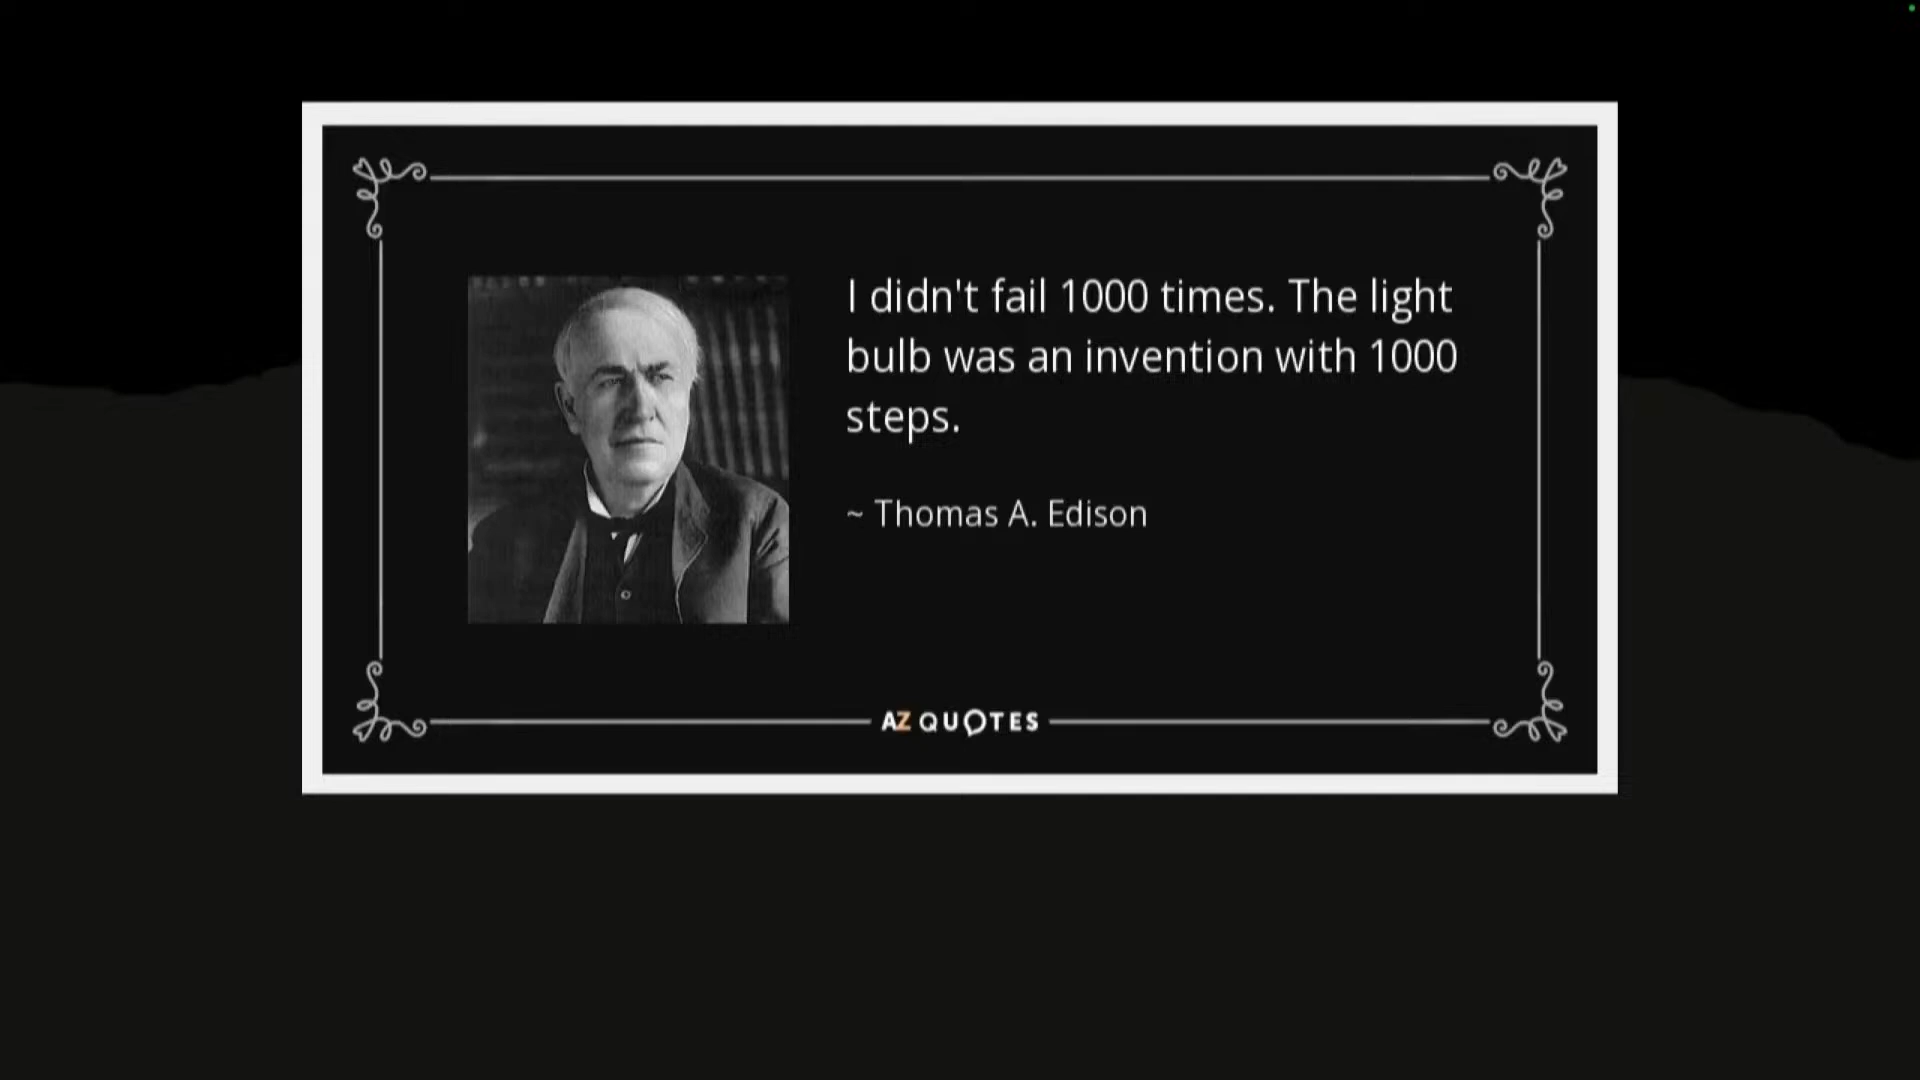 I didn't fail 1000 times. The light
bulb was an invention with 1000
steps.
~ Thomas A. Edison
AZ QUOTES